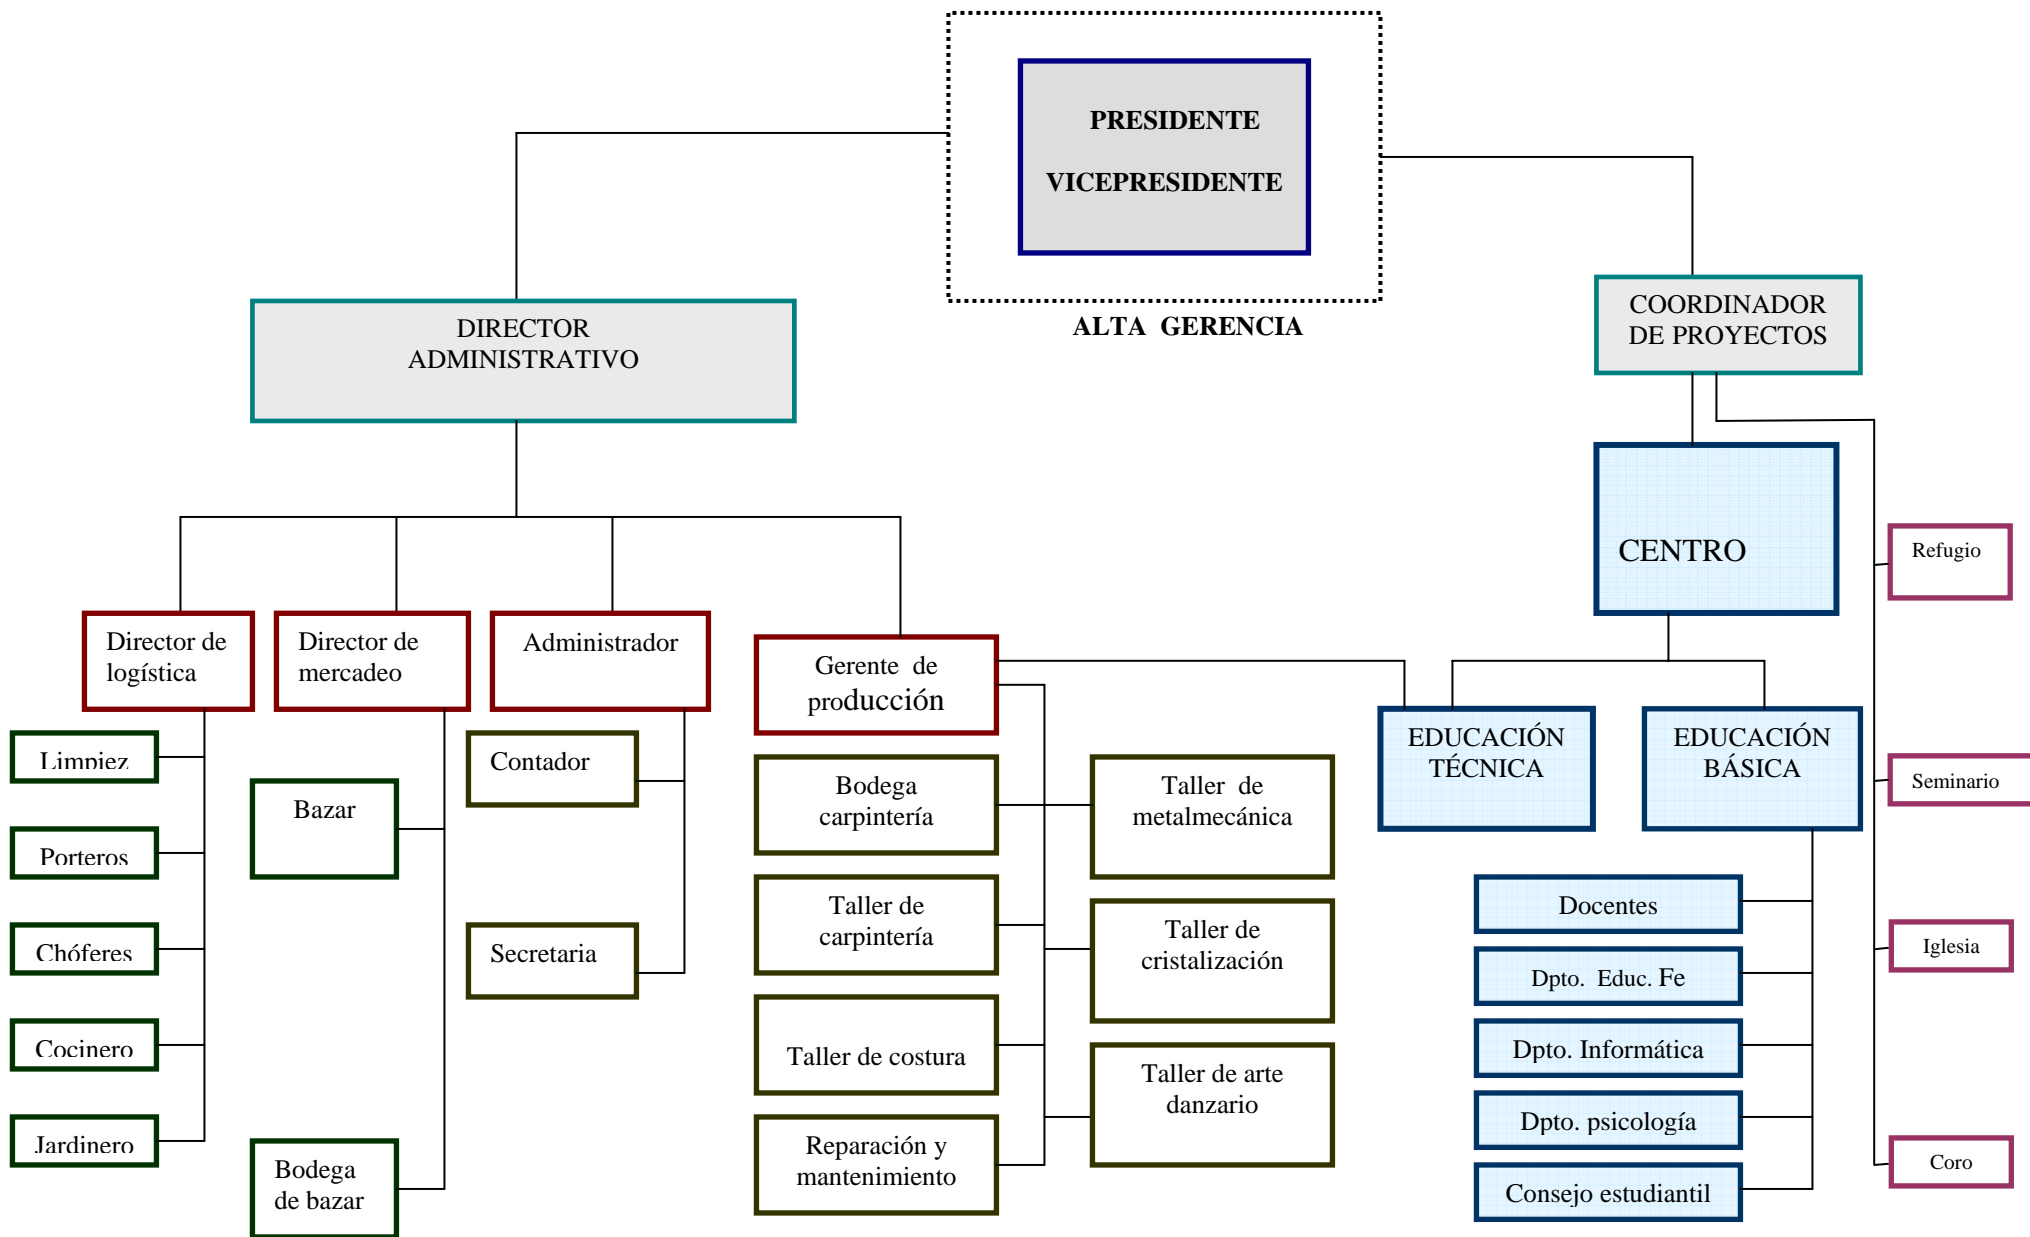 PRESIDENTE
VICEPRESIDENTE
ALTA GERENCIA
DIRECTOR
ADMINISTRATIVO
COORDINADOR
DE PROYECTOS
CENTRO
Refugio
Seminario
Iglesia
Coro
Director de
logística
Director de
mercadeo
Administrador
Gerente de
producción
EDUCACIÓN
TÉCNICA
EDUCACIÓN
BÁSICA
Limpiez
Porteros
Chóferes
Cocinero
Jardinero
Bazar
Bodega
de bazar
Contador
Secretaria
Bodega
carpintería
Taller de
carpintería
Taller de costura
Reparación y
mantenimiento
Taller de
metalmecánica
Taller de
cristalización
Taller de arte
danzario
Docentes
Dpto. Educ. Fe
Dpto. Informática
Dpto. psicología
Consejo estudiantil